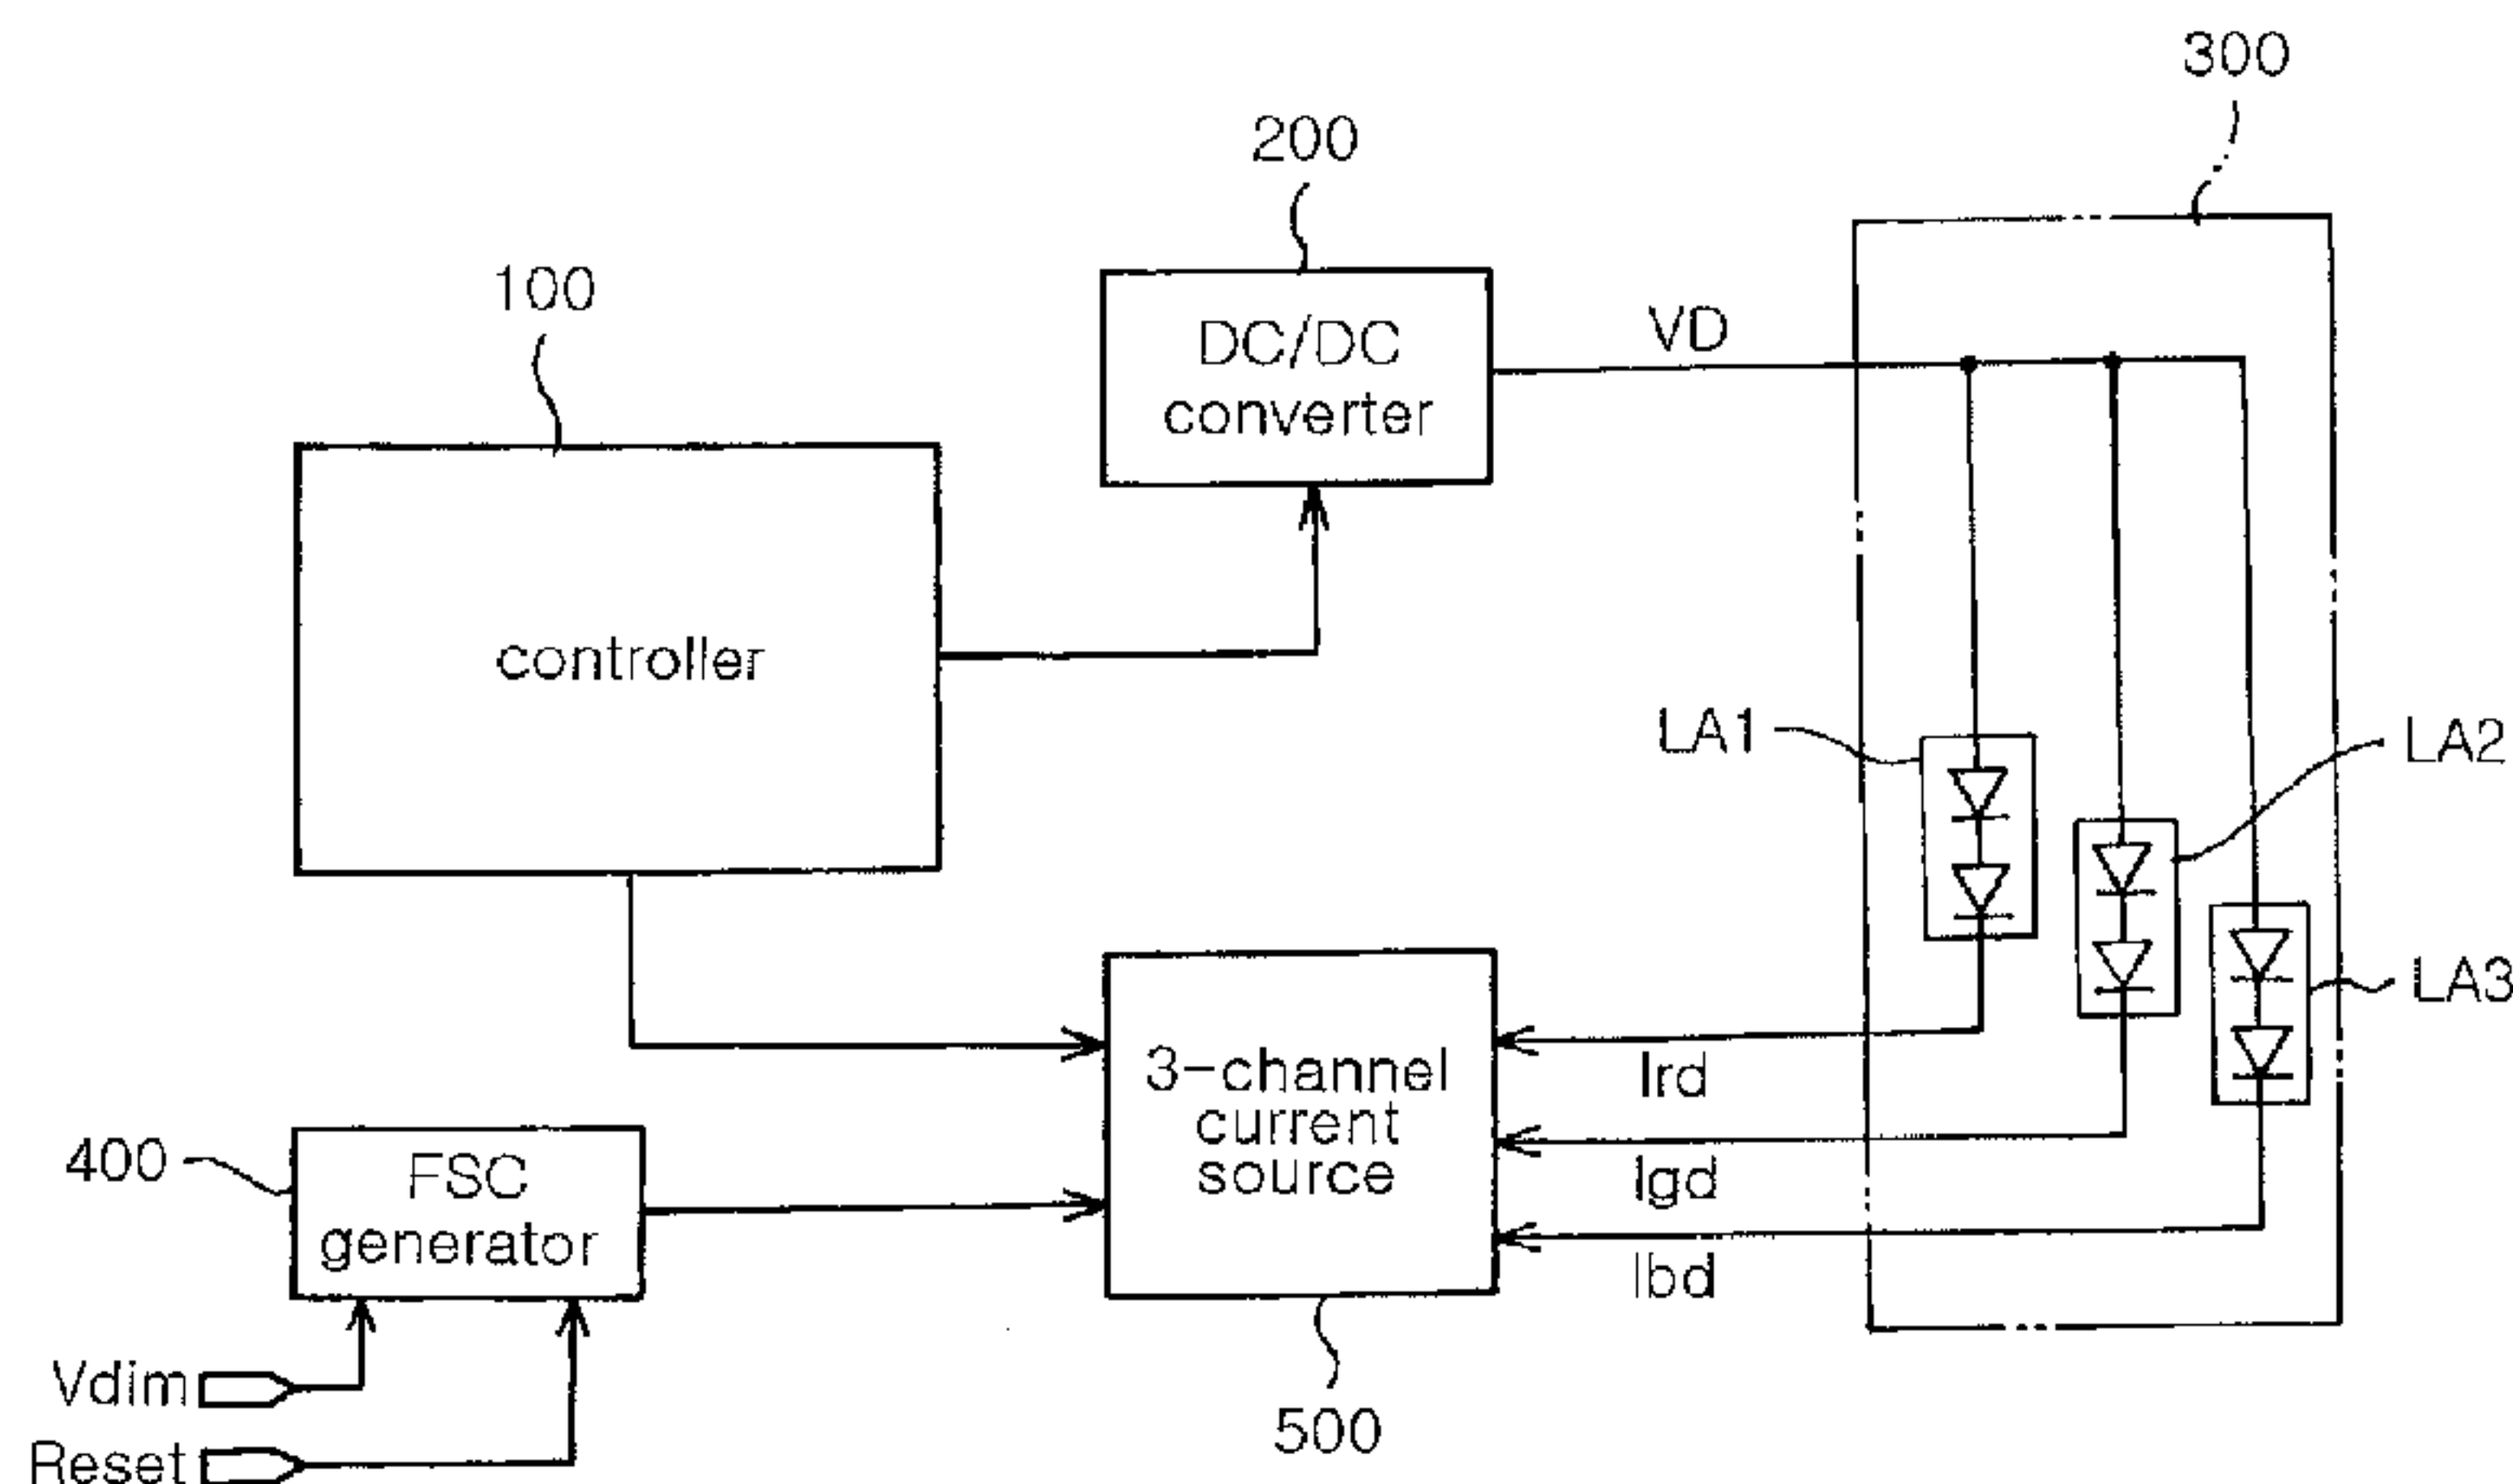 300
200
100
DC/DC
converter
VD
controller
LA1
LA2
LA3
3-channel
current
source
Ird
Igd
Ibd
400
FSC
generator
Vdim
Reset
500